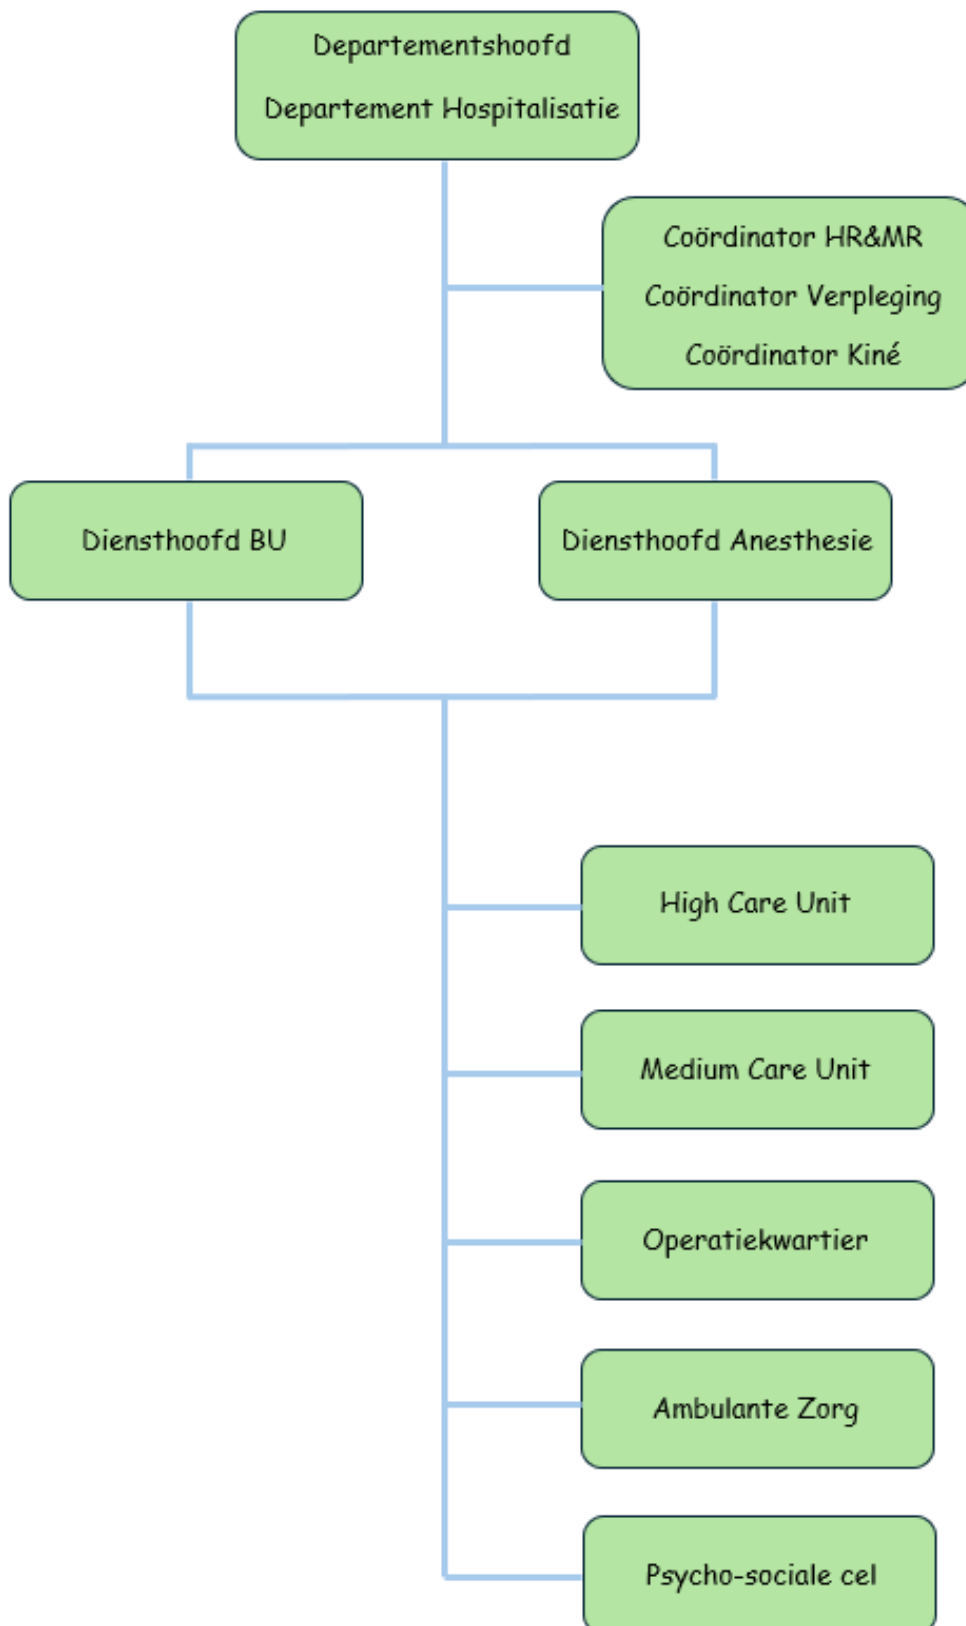 Departementshoofd
Departement Hospitalisatie
Coördinator HR&MR
Coördinator Verpleging
Coördinator Kiné
Diensthoofd BU
Diensthoofd Anesthesie
High Care Unit
Medium Care Unit
Operatiekwartier
Ambulante Zorg
Psycho-sociale cel